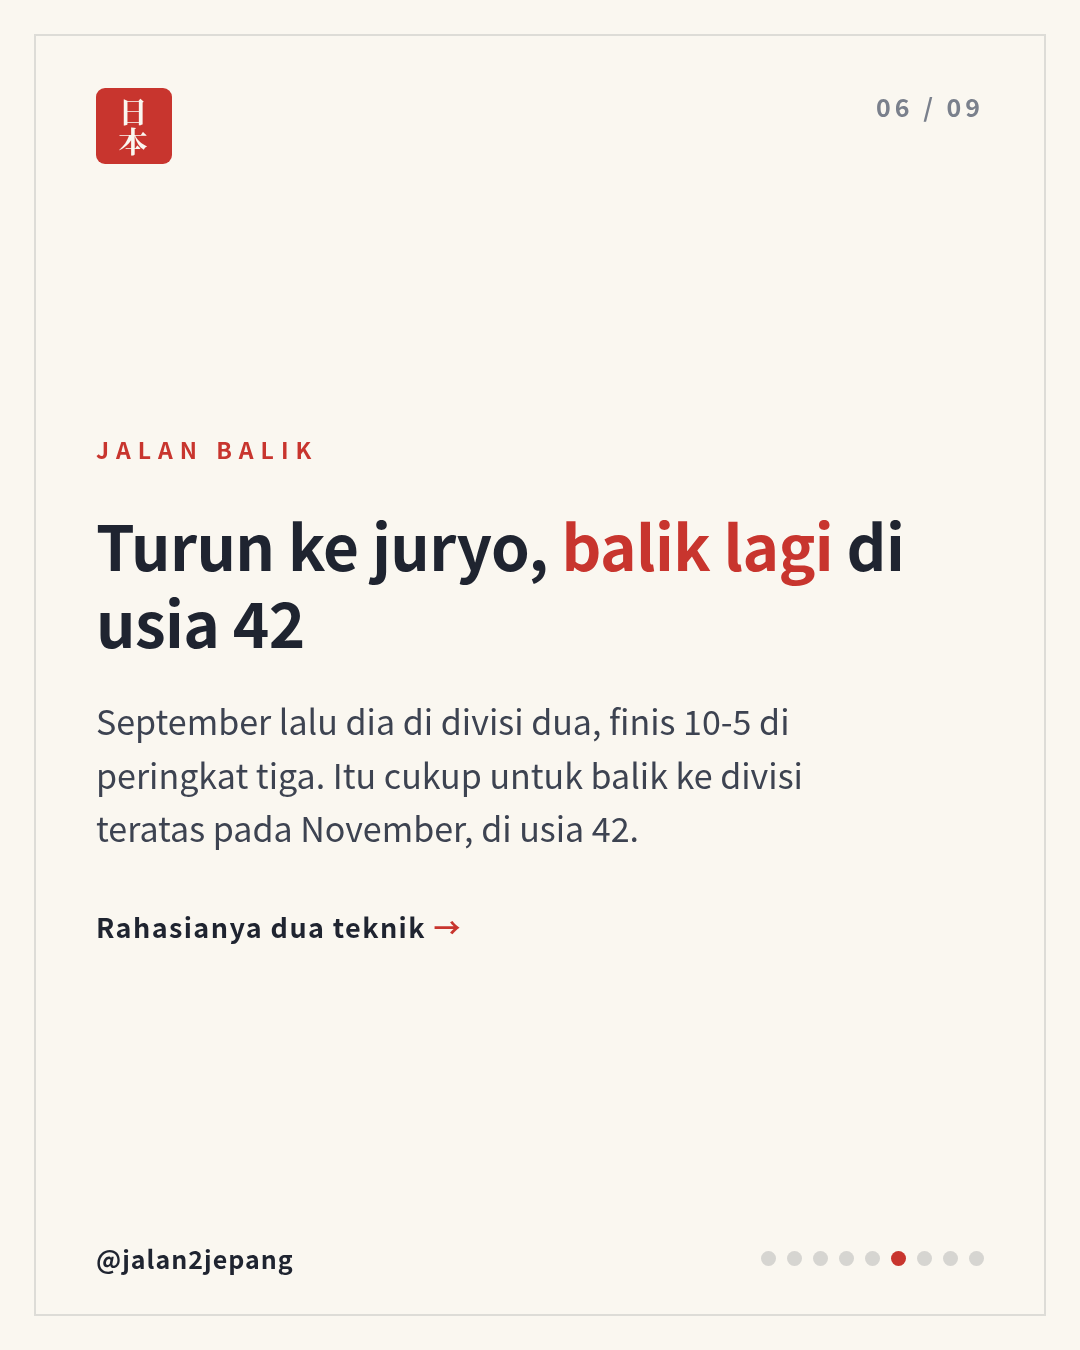 日本
06 / 09
JALAN BALIK
Turun ke juryo, balik lagi di
usia 42
September lalu dia di divisi dua, finis 10-5 di
peringkat tiga. Itu cukup untuk balik ke divisi
teratas pada November, di usia 42.
Rahasianya dua teknik →
@jalan2jepang